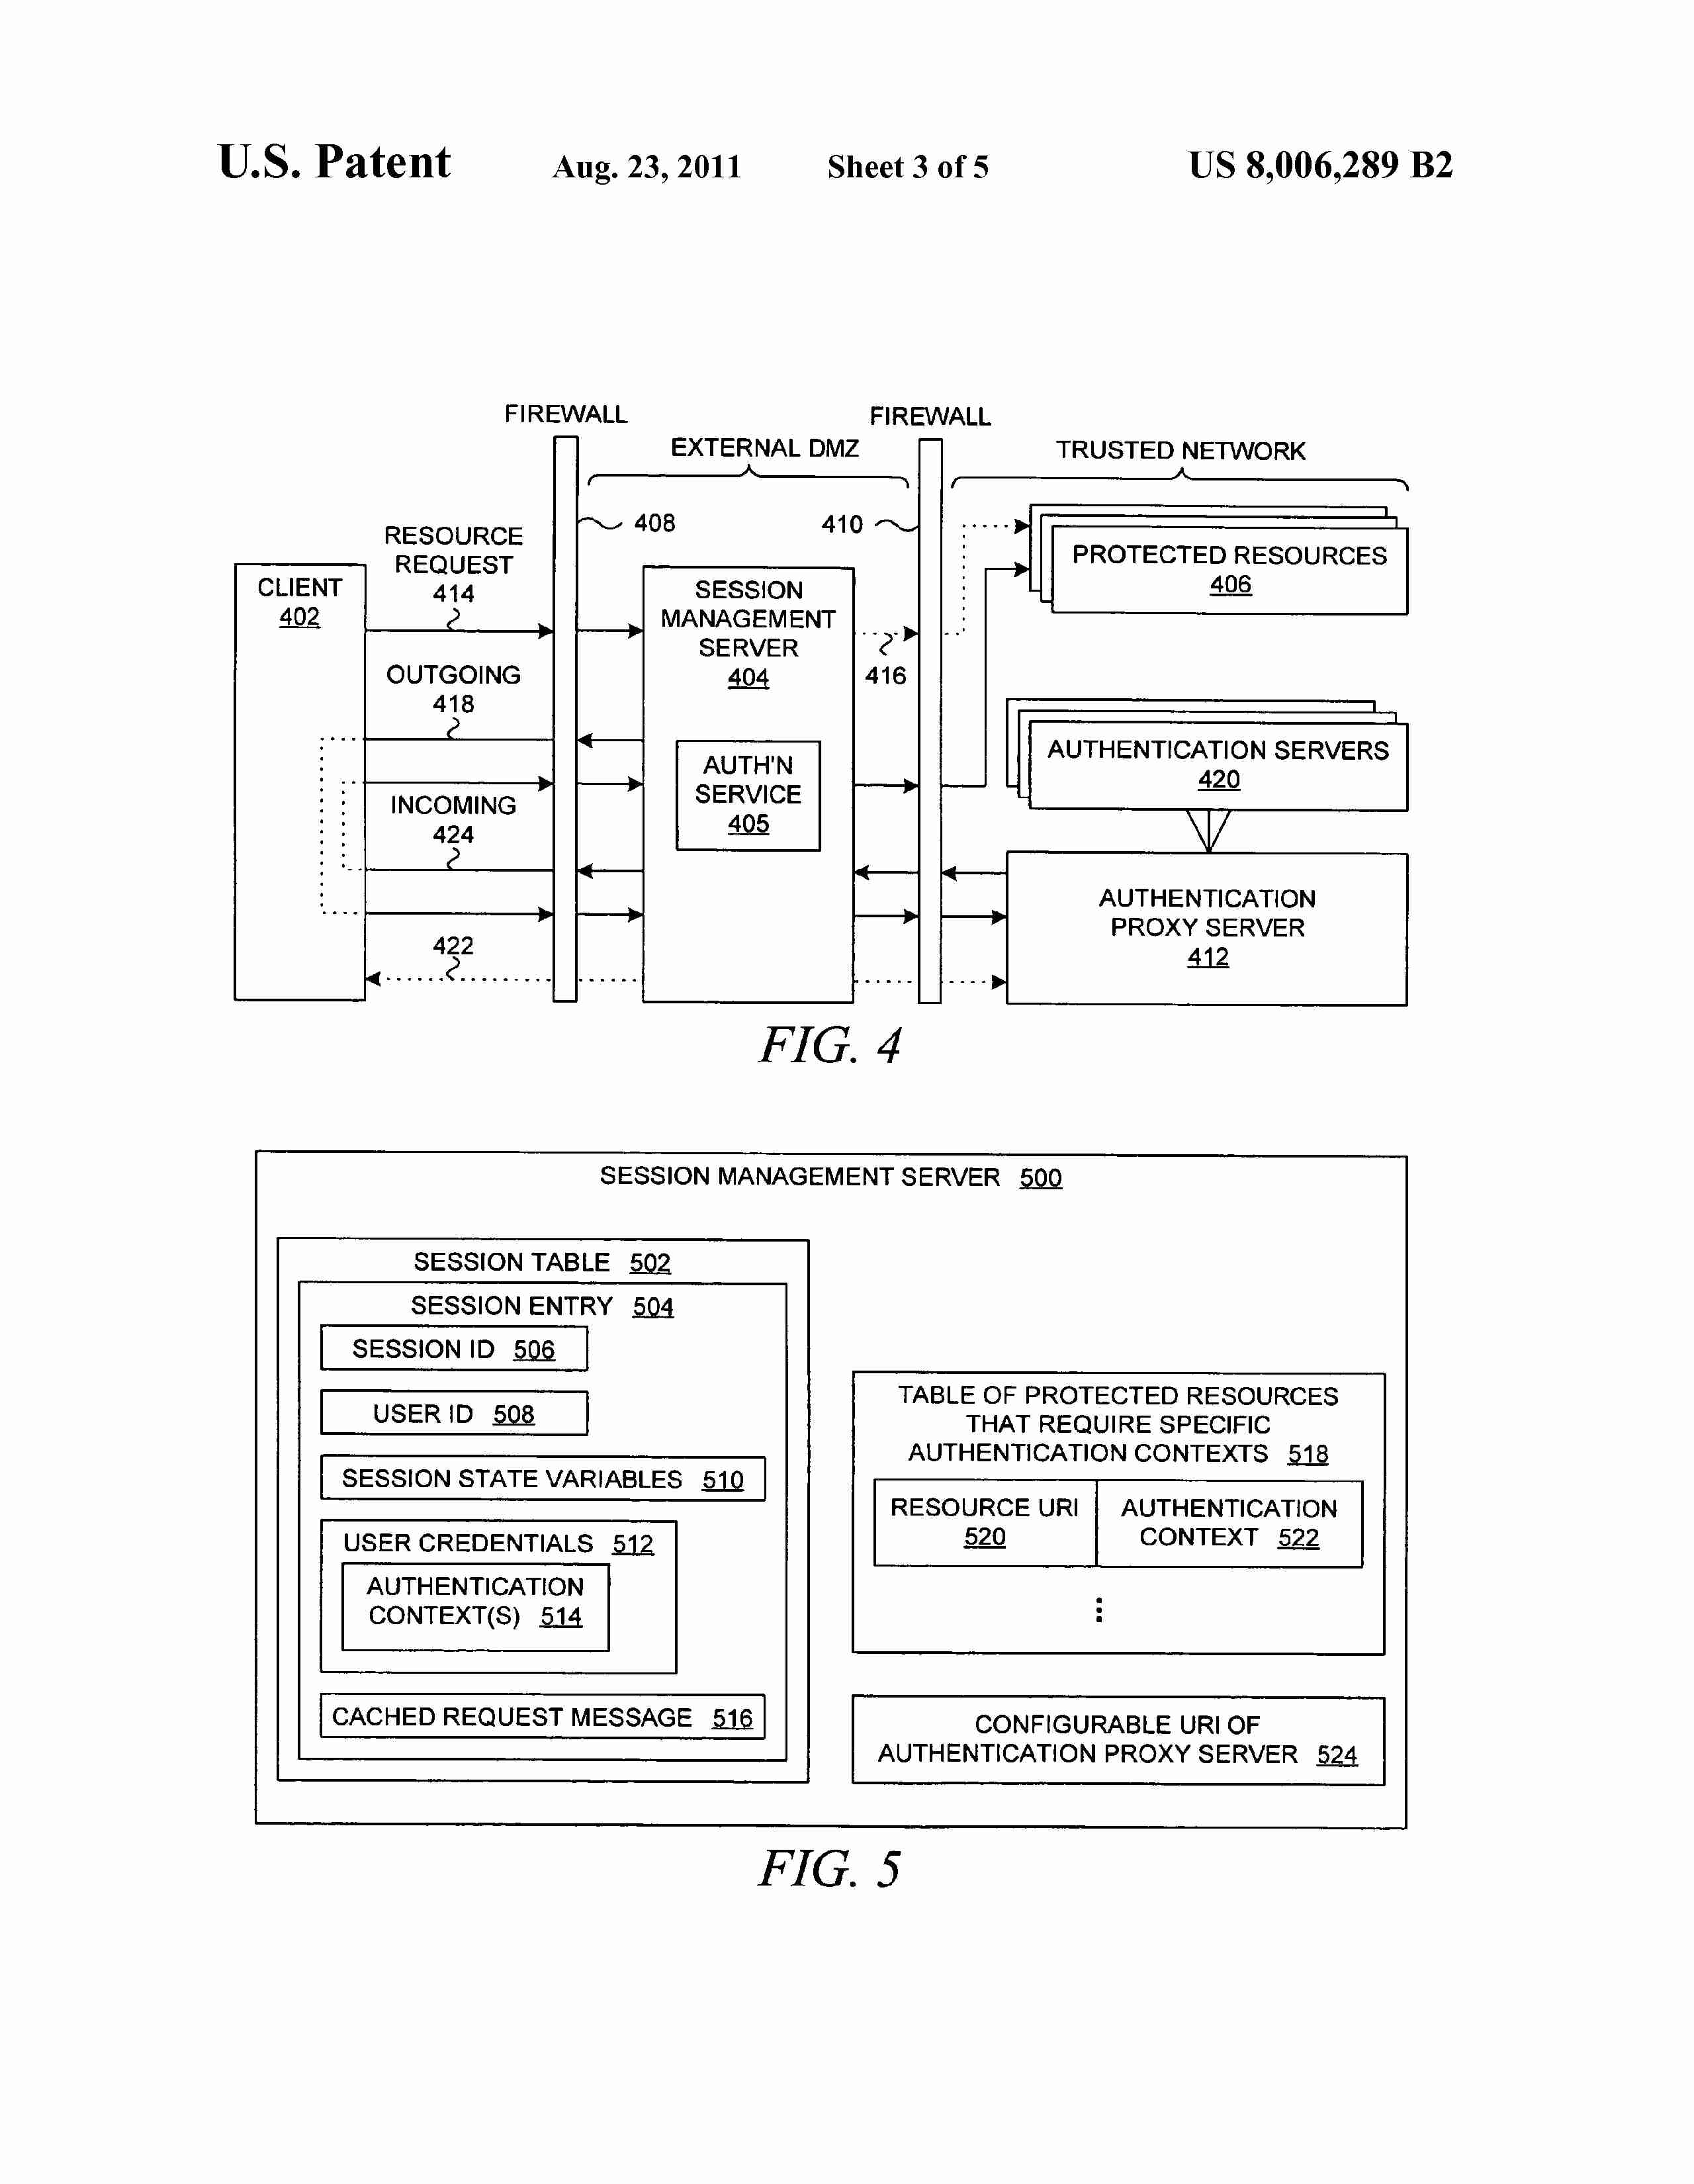 U.S. Patent Aug. 23, 2011 Sheet 3 of 5 US 8,006,289 B2
FIREWALL
FIREWALL
EXTERNAL DMZ
TRUSTED NETWORK
408
410
RESOURCE
REQUEST
414
CLIENT
402
SESSION
MANAGEMENT
SERVER
404
416
PROTECTED RESOURCES
406
OUTGOING
418
AUTH'N
SERVICE
405
AUTHENTICATION SERVERS
420
INCOMING
424
AUTHENTICATION
PROXY SERVER
412
422
FIG. 4
SESSION MANAGEMENT SERVER 500
SESSION TABLE 502
SESSION ENTRY 504
SESSION ID 506
USER ID 508
SESSION STATE VARIABLES 510
USER CREDENTIALS 512
AUTHENTICATION
CONTEXT(S) 514
CACHED REQUEST MESSAGE 516
TABLE OF PROTECTED RESOURCES
THAT REQUIRE SPECIFIC
AUTHENTICATION CONTEXTS 518
RESOURCE URI
520
AUTHENTICATION
CONTEXT 522
CONFIGURABLE URI OF
AUTHENTICATION PROXY SERVER 524
FIG. 5